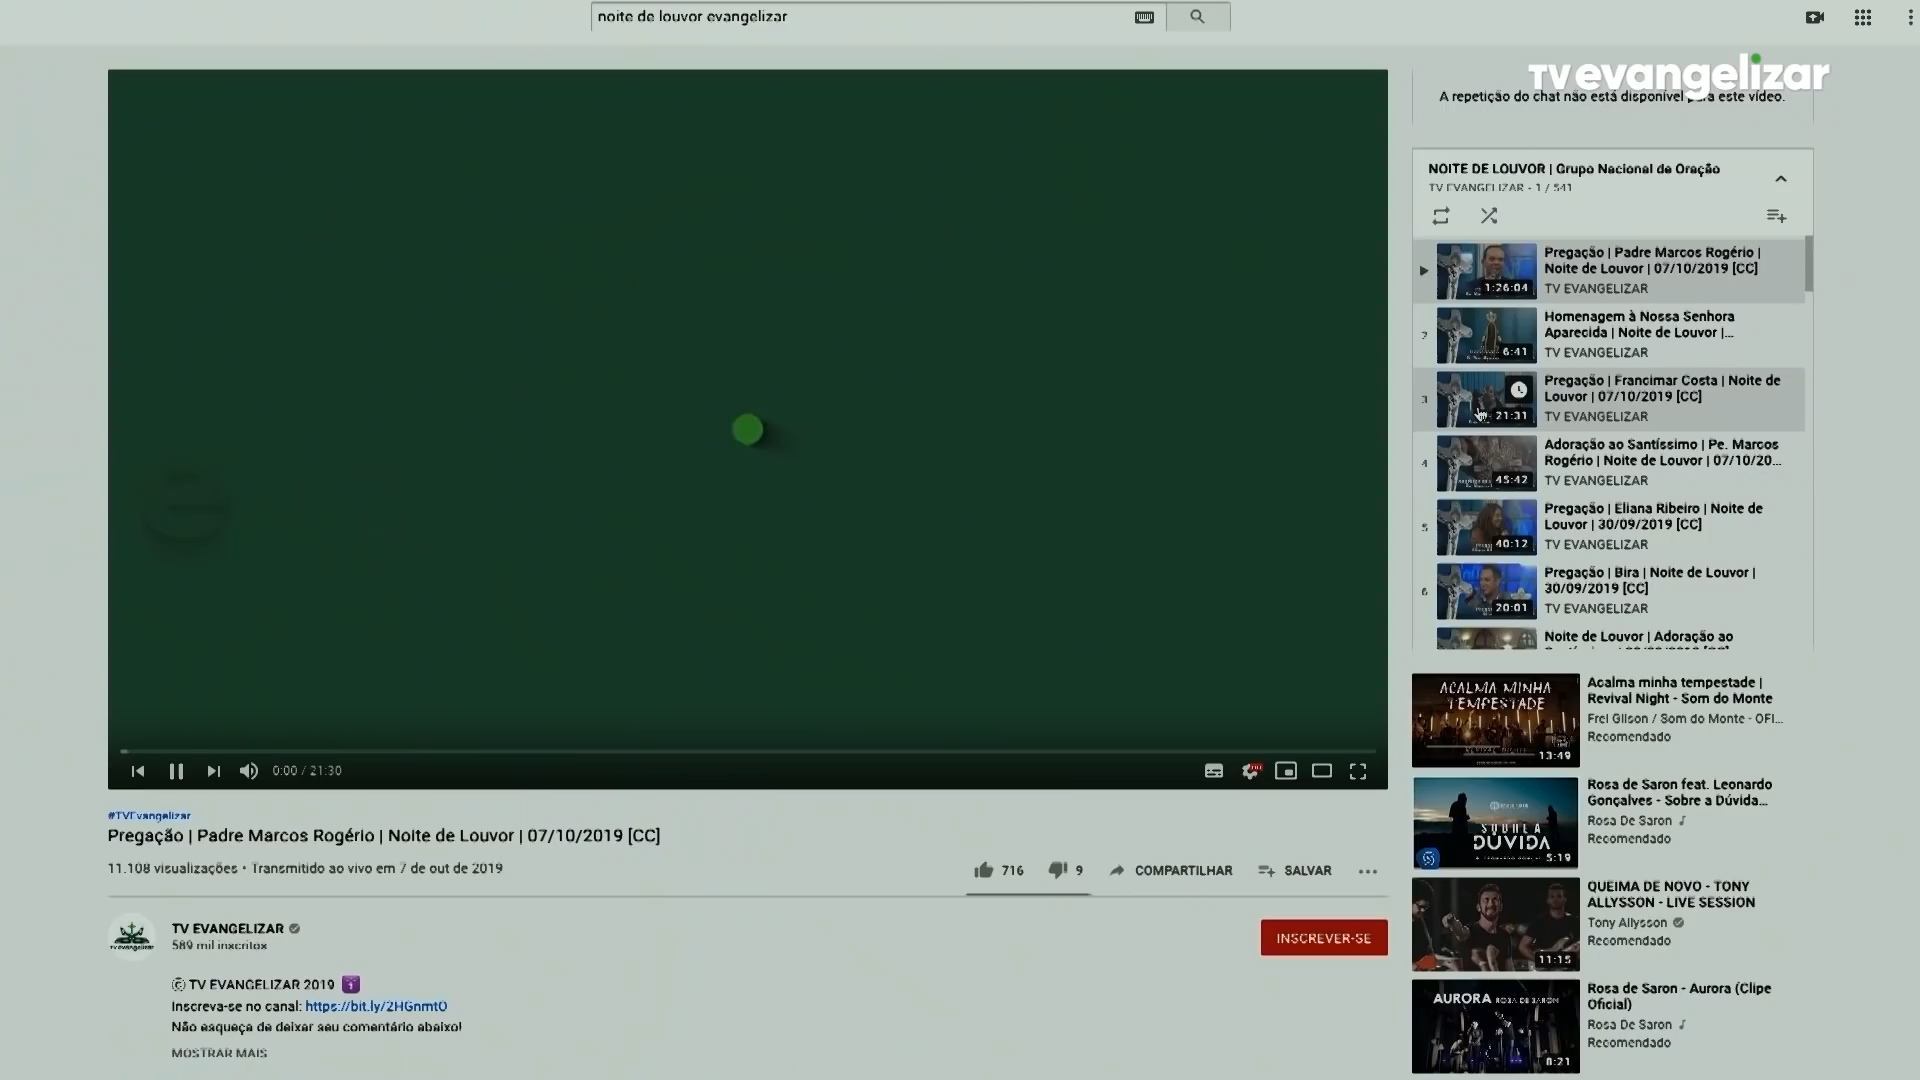 noite de louvor evangelizar
TV evangelizar
A repetição do chat não está disponível para este vídeo.
NOITE DE LOUVOR | Grupo Nacional de Oração
TV EVANGELIZAR - 1 / 541
Pregação | Padre Marcos Rogério |
Noite de Louvor | 07/10/2019 [CC]
TV EVANGELIZAR
1:26:04
2
Homenagem à Nossa Senhora
Aparecida | Noite de Louvor |...
TV EVANGELIZAR
6:41
3
Pregação | Francimar Costa | Noite de
Louvor | 07/10/2019 [CC]
TV EVANGELIZAR
21:31
4
Adoração ao Santíssimo | Pe. Marcos
Rogério | Noite de Louvor | 07/10/20...
TV EVANGELIZAR
45:42
5
Pregação | Eliana Ribeiro | Noite de
Louvor | 30/09/2019 [CC]
TV EVANGELIZAR
40:12
6
Pregação | Bira | Noite de Louvor |
30/09/2019 [CC]
TV EVANGELIZAR
20:01
Noite de Louvor | Adoração ao
0:00 / 21:30
#TVEvangelizar
Pregação | Padre Marcos Rogério | Noite de Louvor | 07/10/2019 [CC]
11.108 visualizações • Transmitido ao vivo em 7 de out de 2019
716
9
COMPARTILHAR
SALVAR
TV EVANGELIZAR
589 mil inscritos
INSCREVER-SE
© TV EVANGELIZAR 2019
Inscreva-se no canal: https://bit.ly/2HGnmtO
Não esqueça de deixar seu comentário abaixo!
MOSTRAR MAIS
ACALMA MINHA
TEMPESTADE
13:49
Acalma minha tempestade |
Revival Night - Som do Monte
Frei Gilson / Som do Monte - OFI...
Recomendado
SOBRE A
DÚVIDA
5:19
Rosa de Saron feat. Leonardo
Gonçalves - Sobre a Dúvida...
Rosa De Saron
Recomendado
11:15
QUEIMA DE NOVO - TONY
ALLYSSON - LIVE SESSION
Tony Allysson
Recomendado
AURORA ROSA DE SARON
8:21
Rosa de Saron - Aurora (Clipe
Oficial)
Rosa De Saron
Recomendado